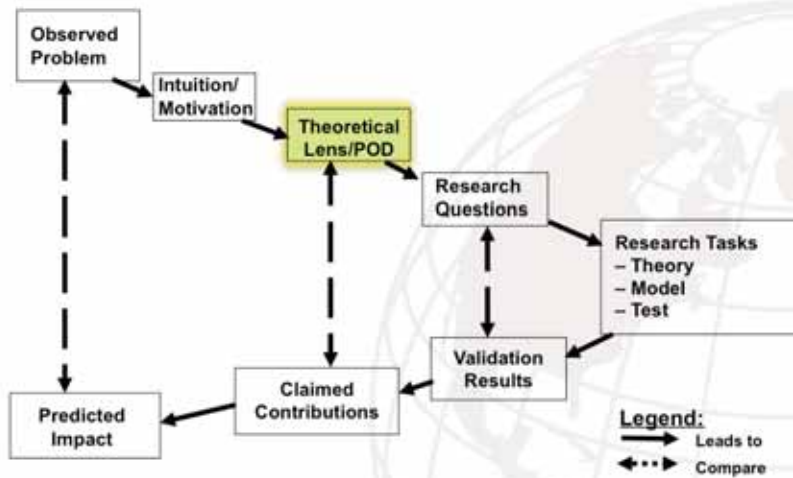 Observed
Problem
Intuition/
Motivation
Theoretical
Lens/POD
Research
Questions
Research Tasks
– Theory
– Model
– Test
Validation
Results
Claimed
Contributions
Predicted
Impact
Legend:
Leads to
Compare